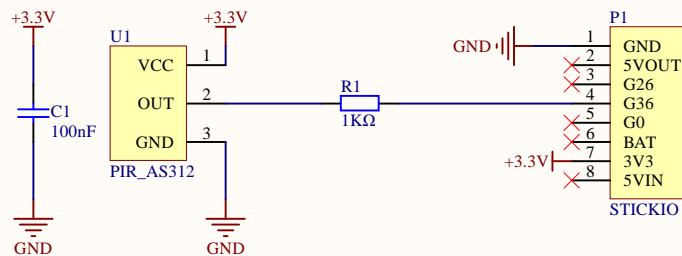 +3.3V
C1
100nF
GND
U1
+3.3V
VCC
1
OUT
2
GND
3
PIR_AS312
GND
R1
1KΩ
P1
GND
1
GND
2
5VOUT
3
G26
4
G36
5
G0
6
BAT
+3.3V
7
3V3
8
5VIN
STICKIO